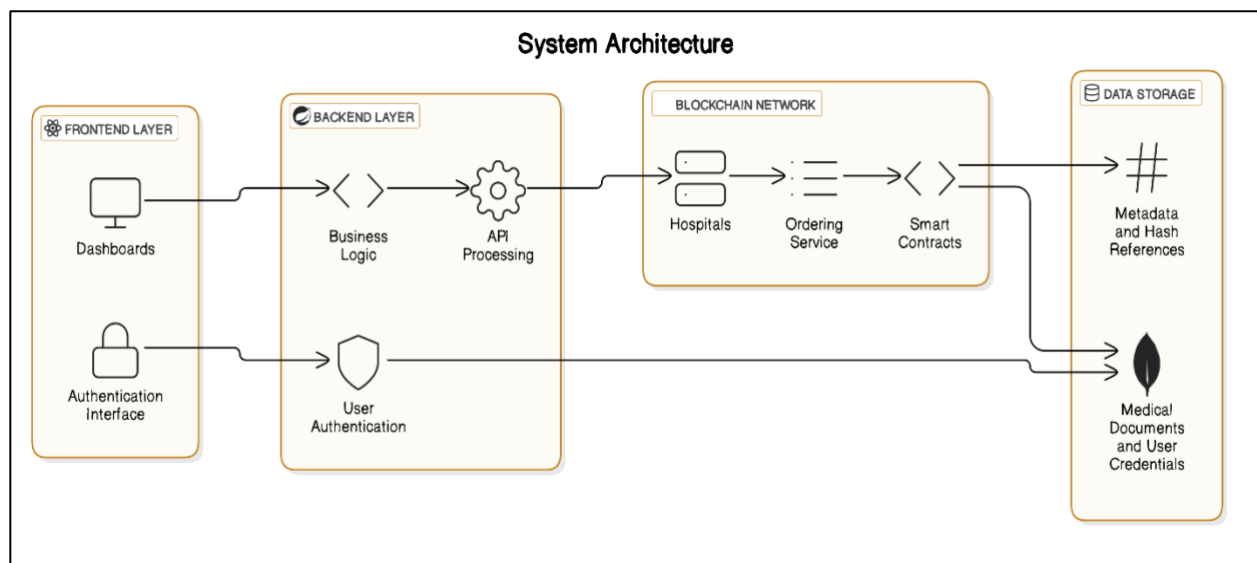 System Architecture
FRONTEND LAYER
Dashboards
Authentication
Interface
BACKEND LAYER
Business
Logic
API
Processing
User
Authentication
BLOCKCHAIN NETWORK
Hospitals
Ordering
Service
Smart
Contracts
DATA STORAGE
Metadata
and Hash
References
Medical
Documents
and User
Credentials